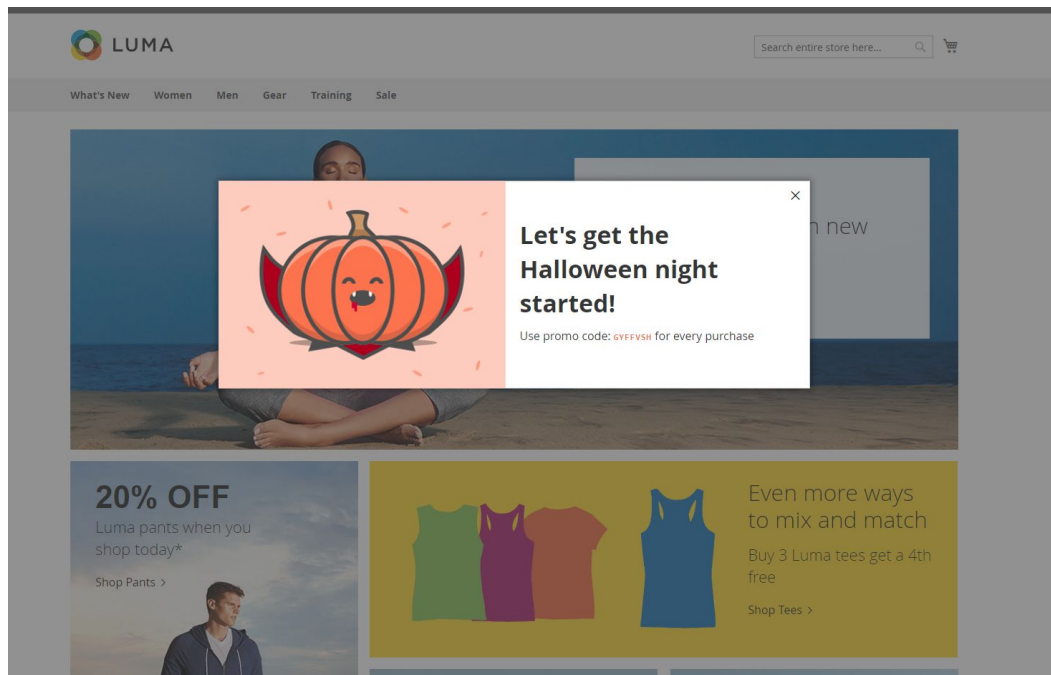 LUMA
Search entire store here...
What's New Women Men Gear Training Sale
n new
Let's get the
Halloween night
started!
Use promo code: GYFFVSH for every purchase
20% OFF
Luma pants when you
shop today*
Shop Pants >
Even more ways
to mix and match
Buy 3 Luma tees get a 4th
free
Shop Tees >